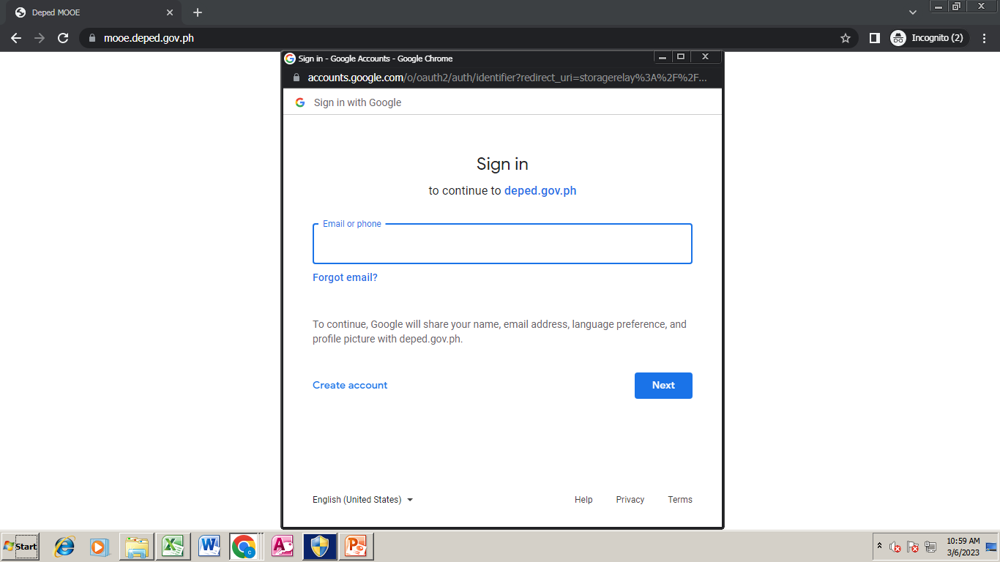 Deped MOOE
mooe.deped.gov.ph
Incognito (2)
Sign in - Google Accounts - Google Chrome
accounts.google.com/o/oauth2/auth/identifier?redirect_uri=storagerelay%3A%2F%2F...
Sign in with Google
Sign in
to continue to deped.gov.ph
Email or phone
Forgot email?
To continue, Google will share your name, email address, language preference, and
profile picture with deped.gov.ph.
Create account
Next
English (United States)
Help
Privacy
Terms
Start
10:59 AM
3/6/2023